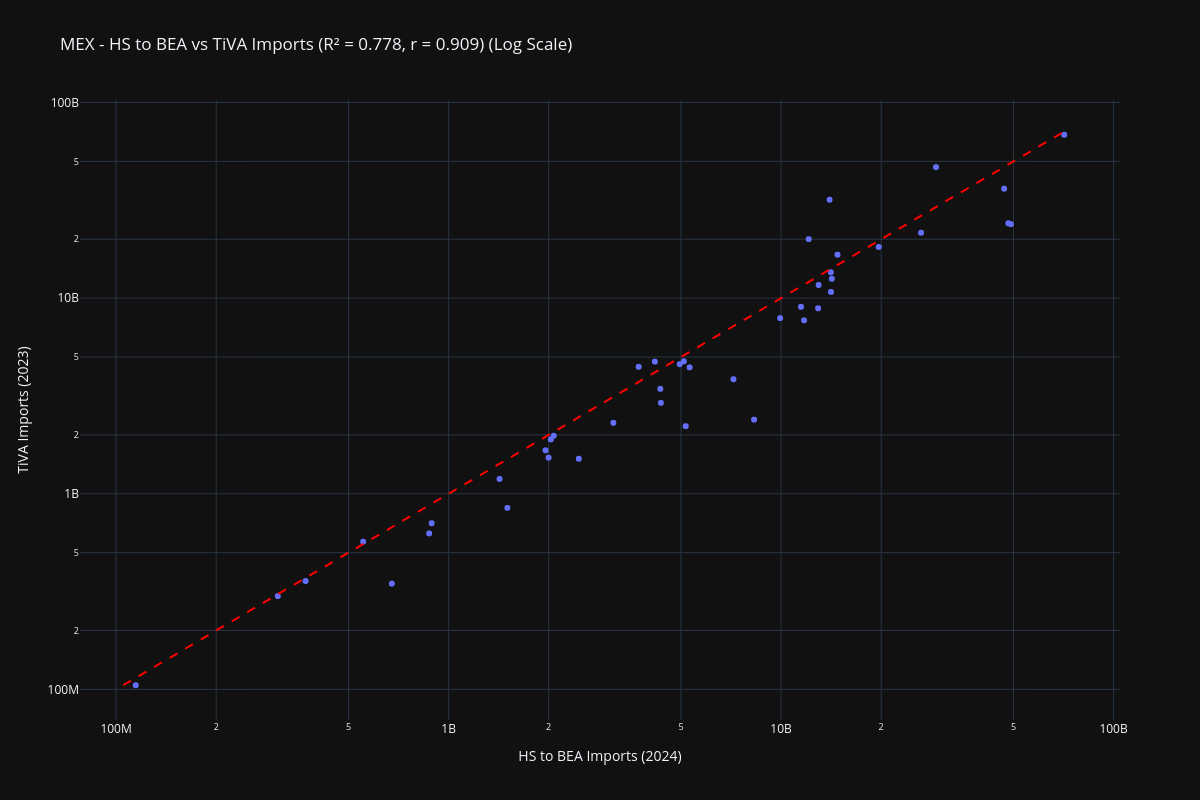 MEX - HS to BEA vs TiVA Imports (R² = 0.778, r = 0.909) (Log Scale)
100B
5
2
10B
5
2
1B
5
2
100M
TiVA Imports (2023)
100M 2 5 1B 2 5 10B 2 5 100B
HS to BEA Imports (2024)